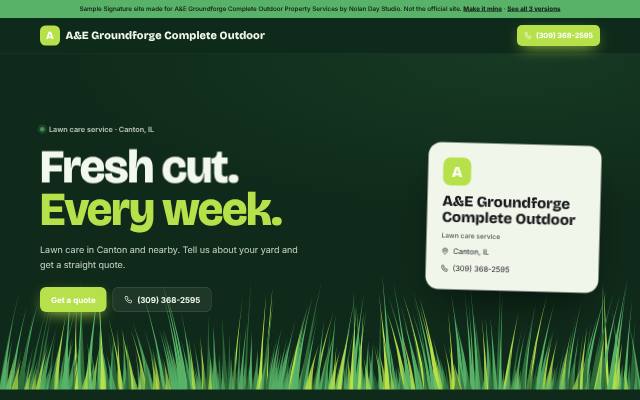 Sample Signature site made for A&E Groundforge Complete Outdoor Property Services by Nolan Day Studio. Not the official site. Make it mine · See all 3 versions
A A&E Groundforge Complete Outdoor
(309) 368-2595
Lawn care service · Canton, IL
Fresh cut.
Every week.
Lawn care in Canton and nearby. Tell us about your yard and
get a straight quote.
Get a quote
(309) 368-2595
A
A&E Groundforge
Complete Outdoor
Lawn care service
Canton, IL
(309) 368-2595